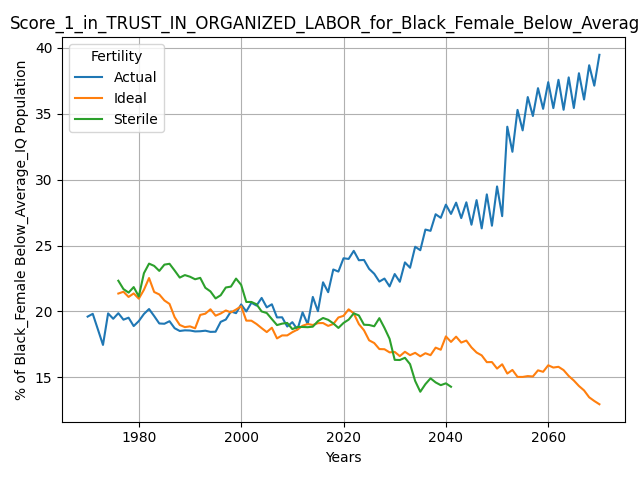 Score_1_in_TRUST_IN_ORGANIZED_LABOR_for_Black_Female_Below_Averag
Fertility
Actual
Ideal
Sterile
% of Black_Female Below_Average_IQ Population
40
35
30
25
20
15
1980
2000
2020
2040
2060
Years